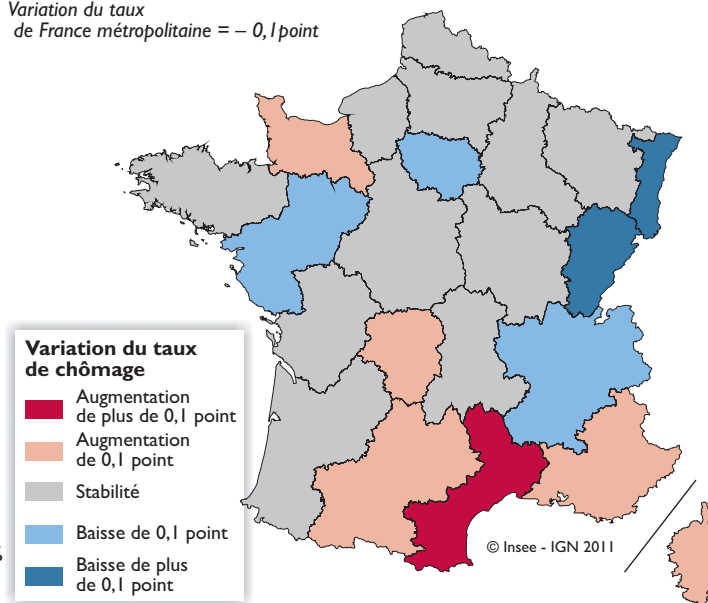 Variation du taux
de France métropolitaine = – 0,1point
Variation du taux
de chômage
Augmentation
de plus de 0,1 point
Augmentation
de 0,1 point
Stabilité
Baisse de 0,1 point
Baisse de plus
de 0,1 point
© Insee - IGN 2011